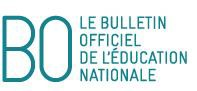 BO
LE BULLETIN
OFFICIEL
DE L'ÉDUCATION
NATIONALE